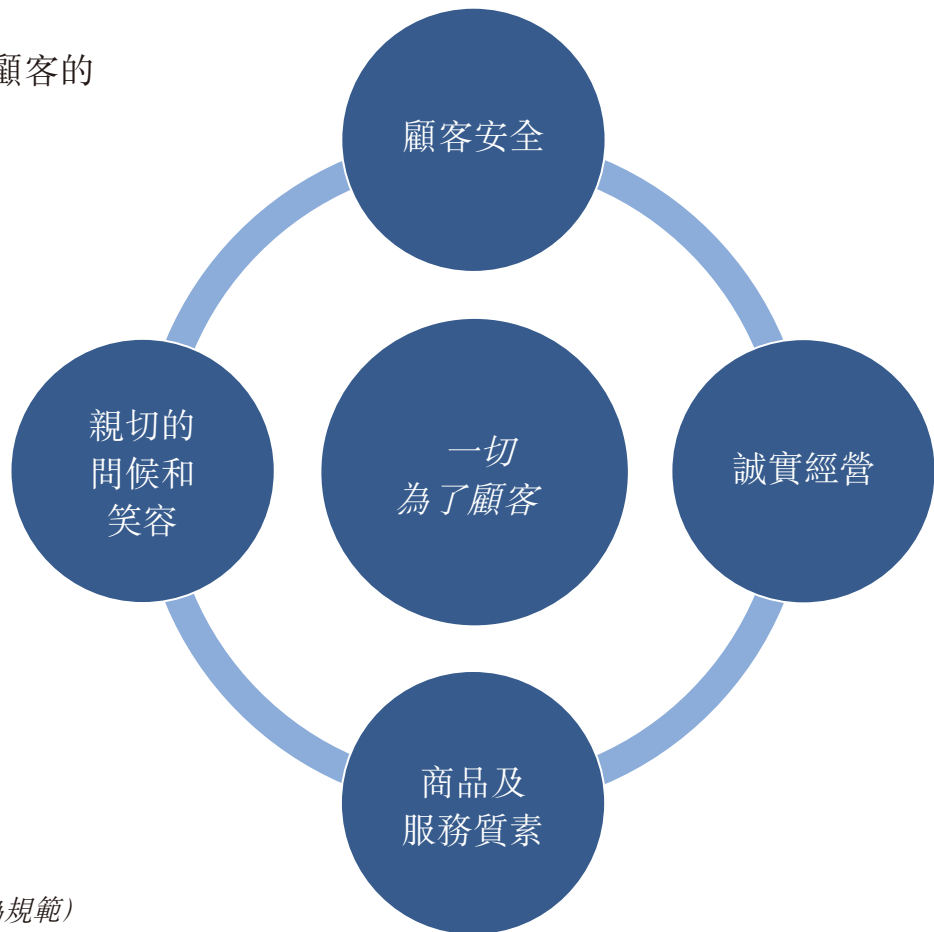 顧客的
顧客安全
親切的
問候和
笑容
一切
為了顧客
誠實經營
商品及
服務質素
規範)